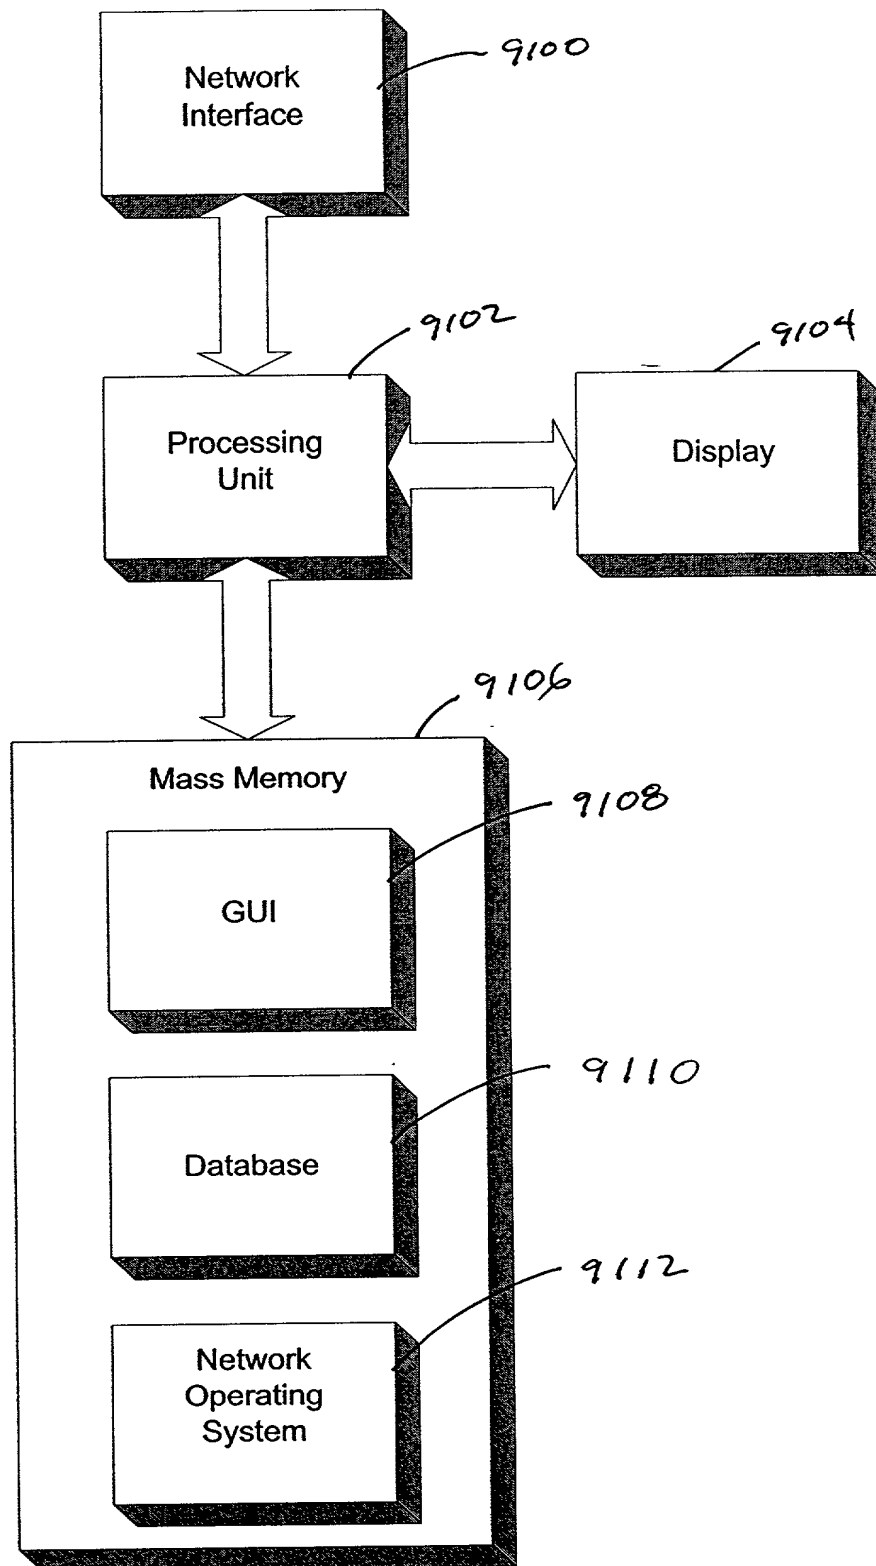 9100
Network
Interface
9102
9104
Processing
Unit
Display
9106
Mass Memory
9108
GUI
9110
Database
9112
Network
Operating
System